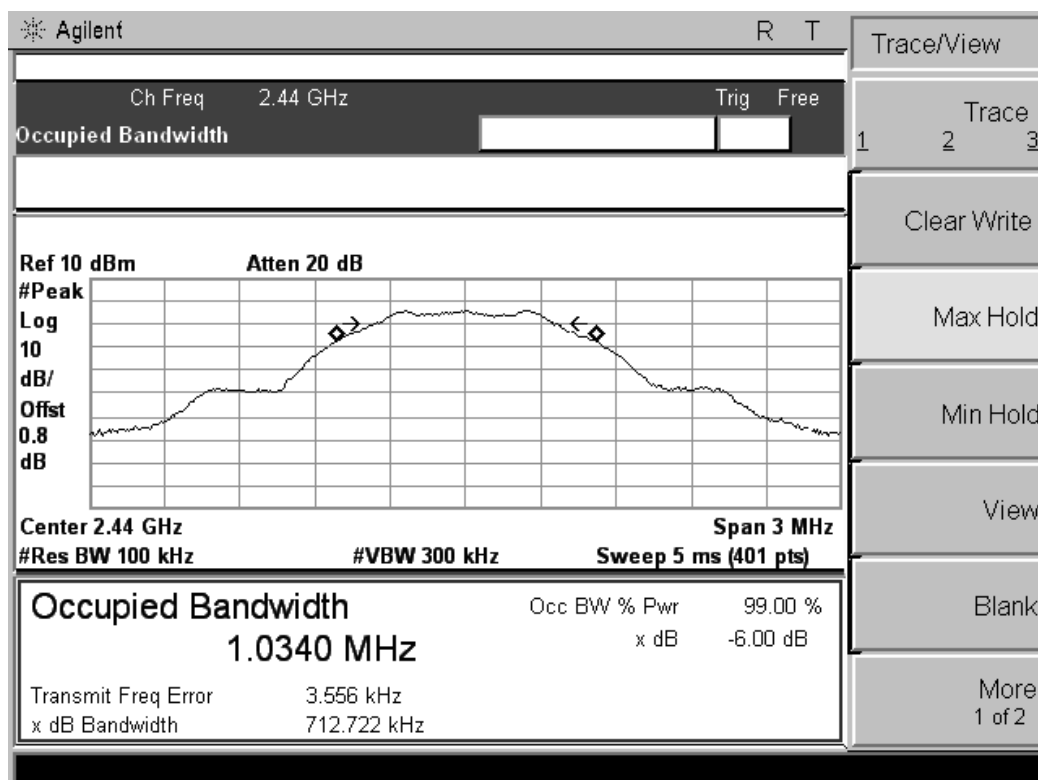 Agilent R T
Ch Freq 2.44 GHz Trig Free
Occupied Bandwidth
Ref 10 dBm Atten 20 dB
#Peak
Log
10
dB/
Offst
0.8
dB
Center 2.44 GHz Span 3 MHz
#Res BW 100 kHz #VBW 300 kHz Sweep 5 ms (401 pts)
Occupied Bandwidth
1.0340 MHz
Occ BW % Pwr 99.00 %
x dB -6.00 dB
Transmit Freq Error 3.556 kHz
x dB Bandwidth 712.722 kHz
Trace/View
Trace
1 2 3
Clear Write
Max Hold
Min Hold
View
Blank
More
1 of 2